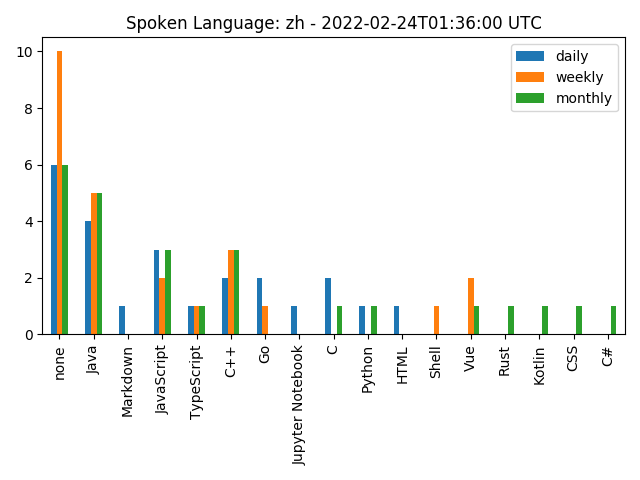 Spoken Language: zh - 2022-02-24T01:36:00 UTC
daily
weekly
monthly
10
8
6
4
2
0
none
Java
Markdown
JavaScript
TypeScript
C++
Go
Jupyter Notebook
C
Python
HTML
Shell
Vue
Rust
Kotlin
CSS
C#